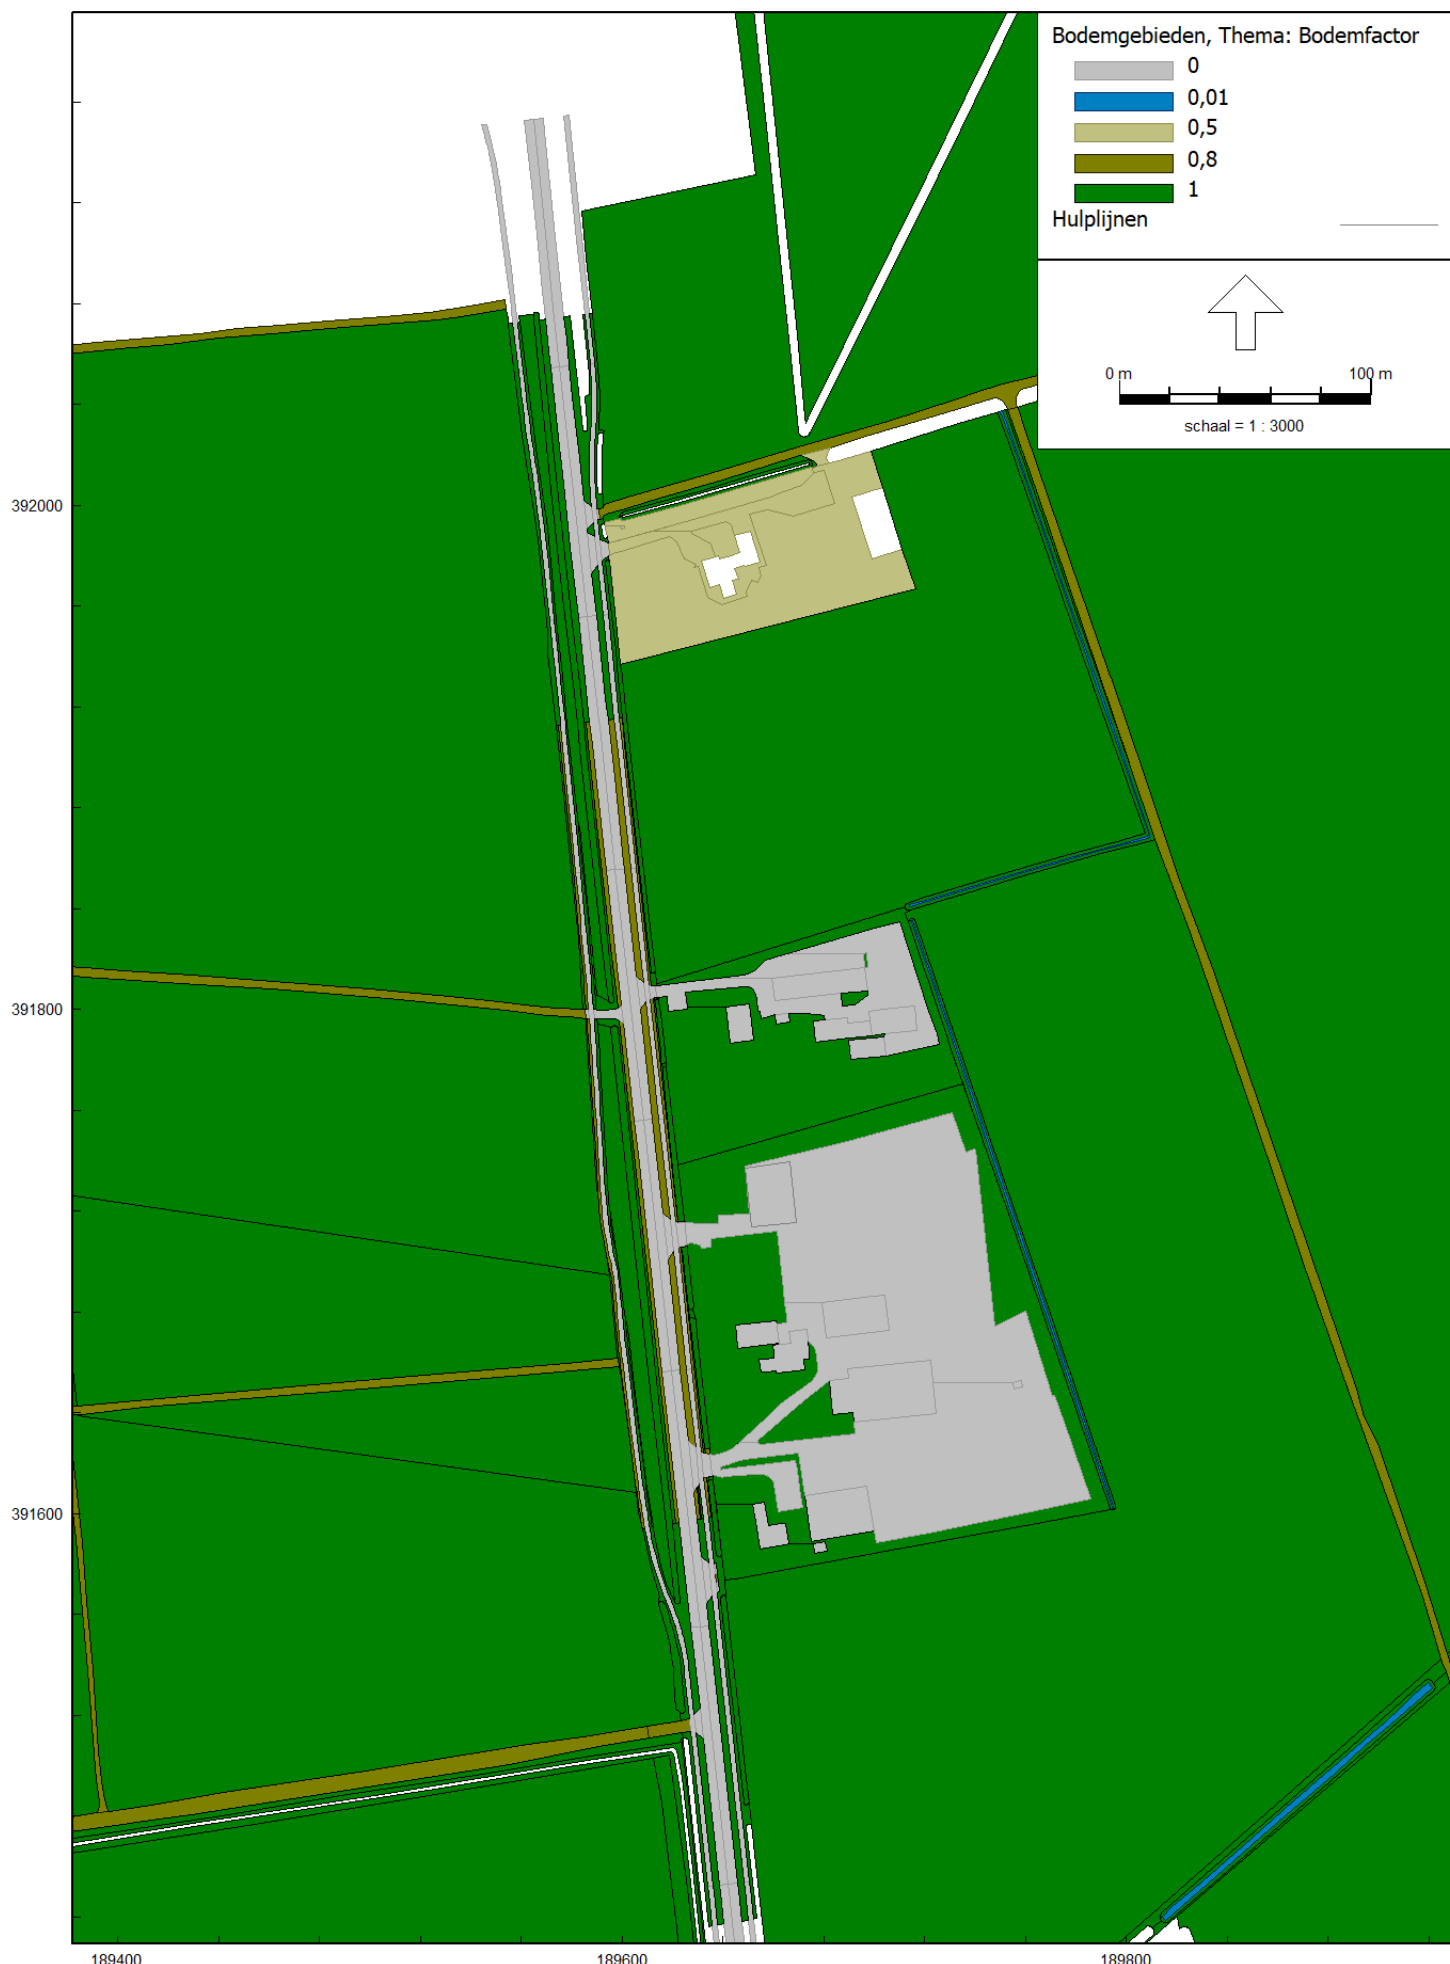 Bodemgebieden, Thema: Bodemfactor
0
0,01
0,5
0,8
1
Hulplijnen
0 m 100 m
schaal = 1 : 3000
392000
391800
391600
189400 189600 189800